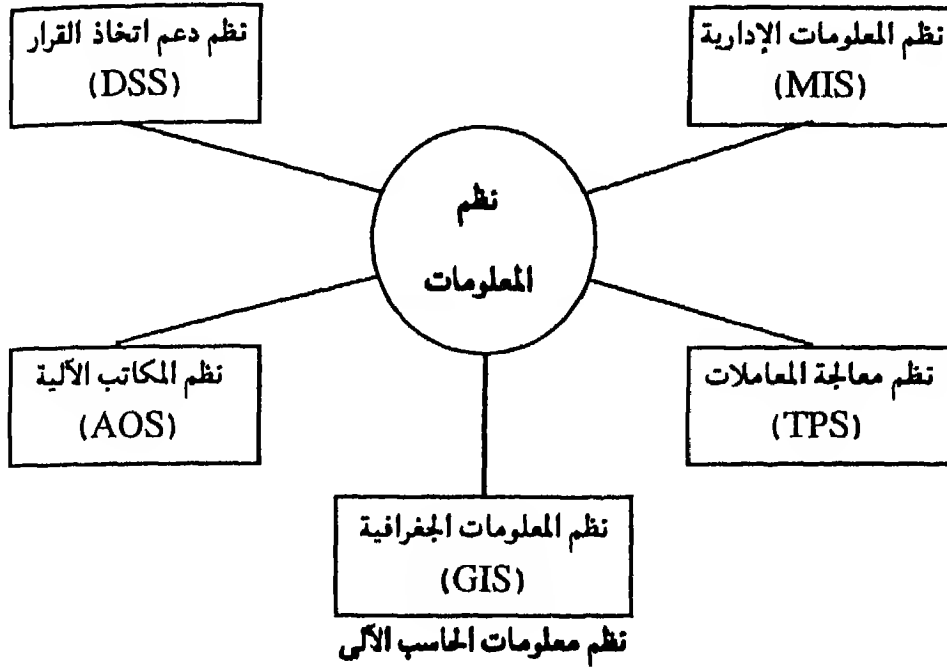 نظم المعلومات الإدارية
(MIS)
نظم دعم اتخاذ القرار
(DSS)
نظم
المعلومات
نظم معالجة المعاملات
(TPS)
نظم المكاتب الآلية
(AOS)
نظم المعلومات الجغرافية
(GIS)
نظم معلومات الحاسب الآلى